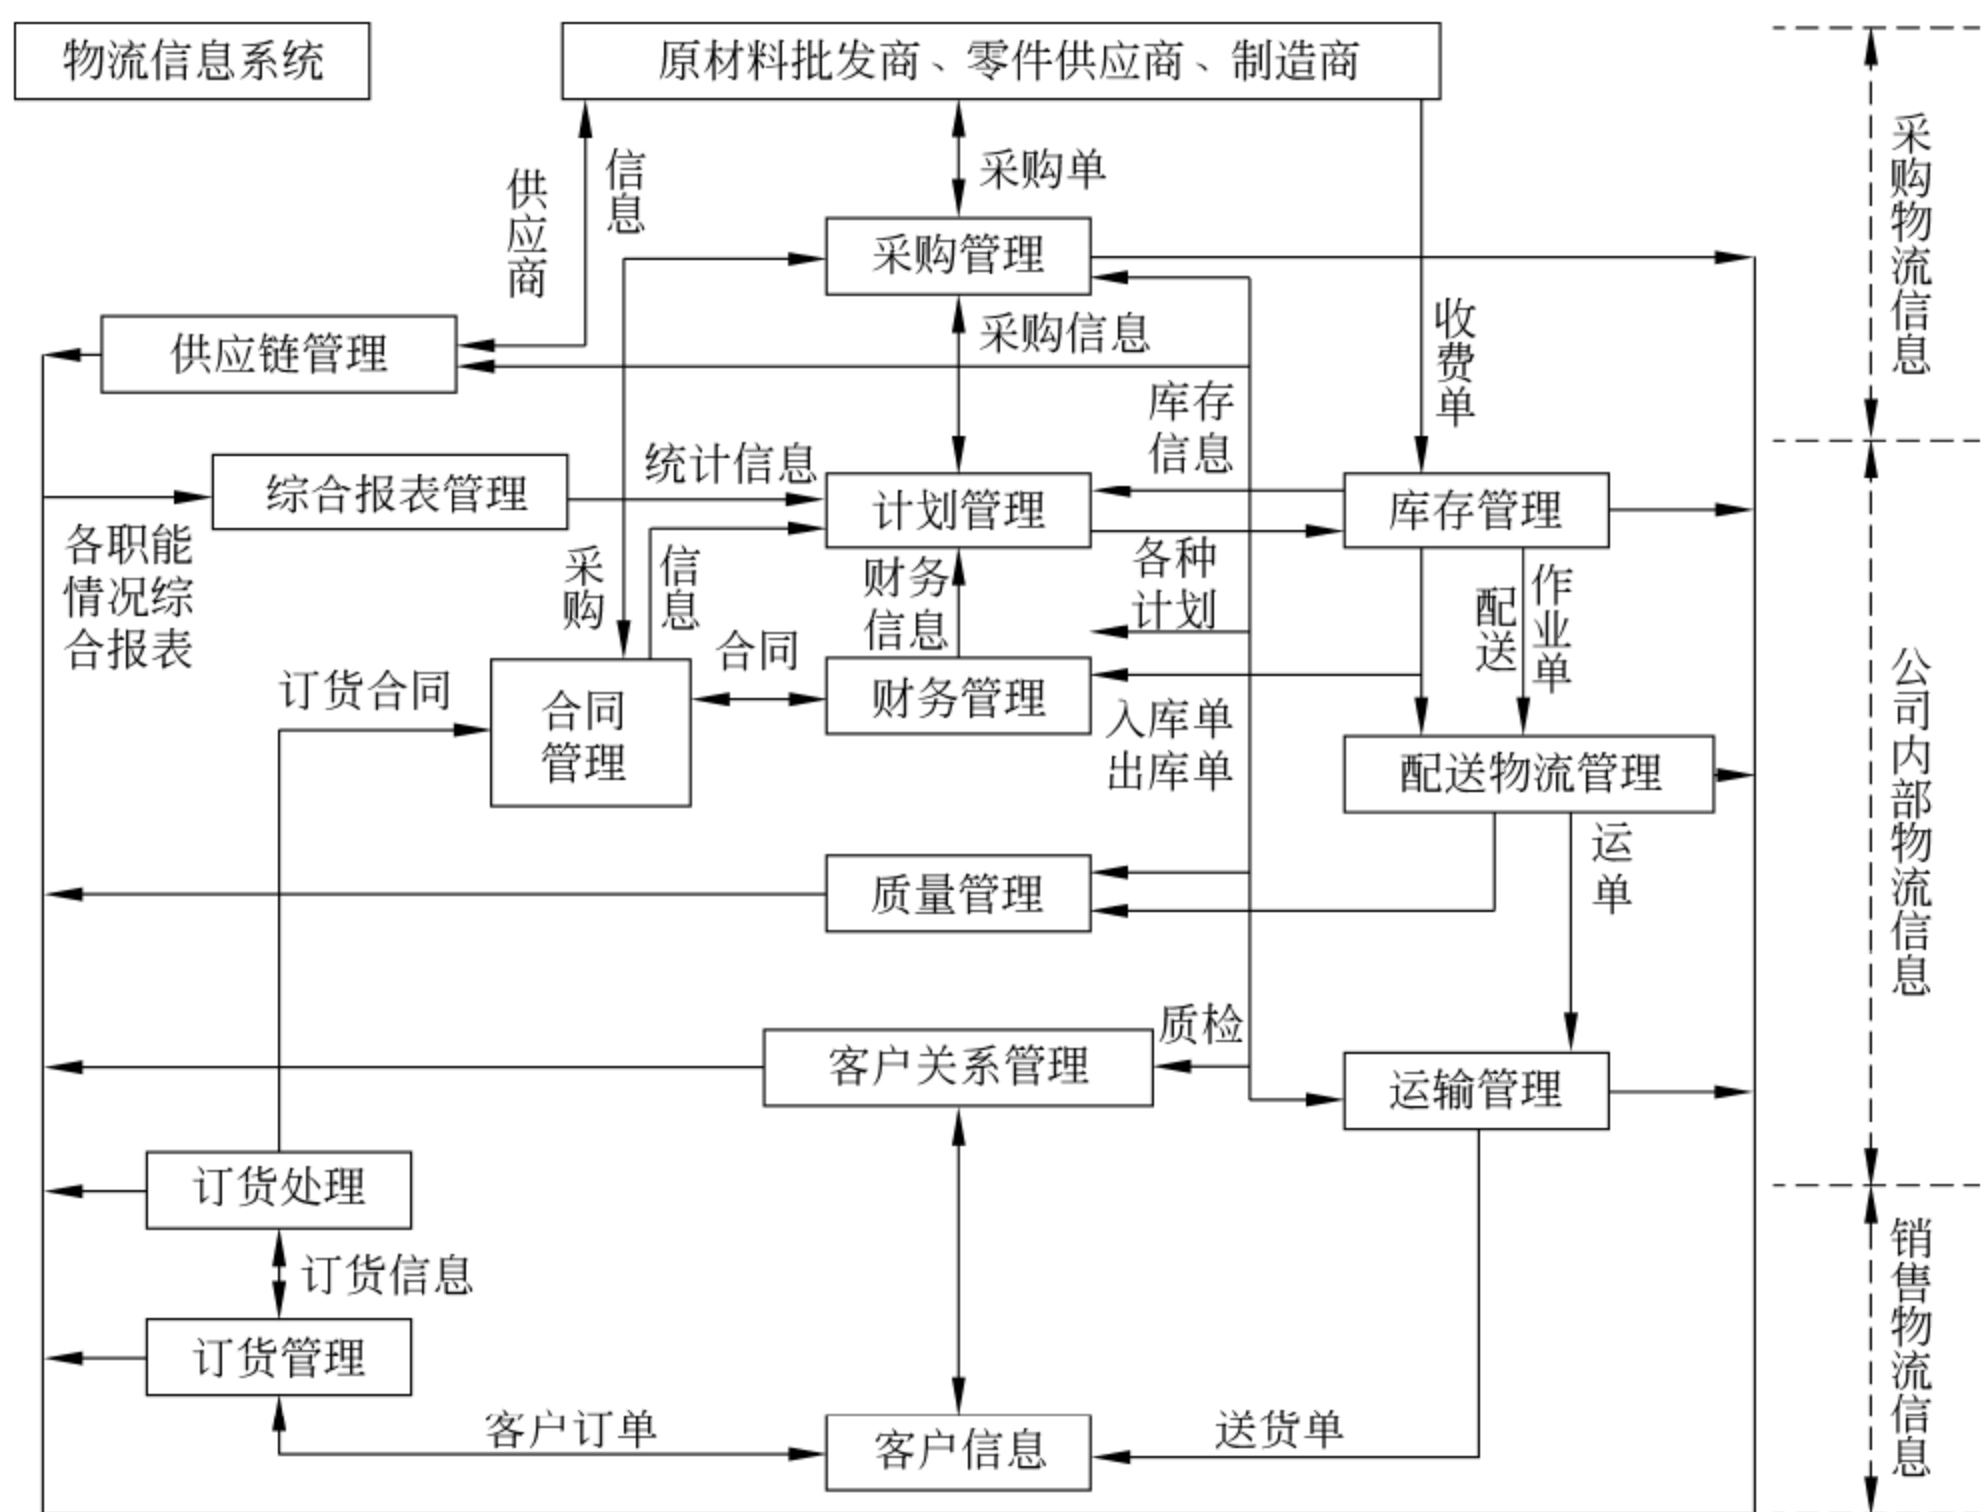 物流信息系统
原材料批发商、零件供应商、制造商
供应商
信息
采购单
采购物流信息
采购管理
收费单
采购信息
供应链管理
库存
信息
统计信息
综合报表管理
计划管理
库存管理
各职能
情况综
合报表
采购
信息
财务
信息
各种
计划
配送
作业单
合同
订货合同
合同
管理
财务管理
入库单
出库单
公司内部物流信息
配送物流管理
运单
质量管理
质检
客户关系管理
运输管理
订货处理
订货信息
销售物流信息
订货管理
客户订单
客户信息
送货单